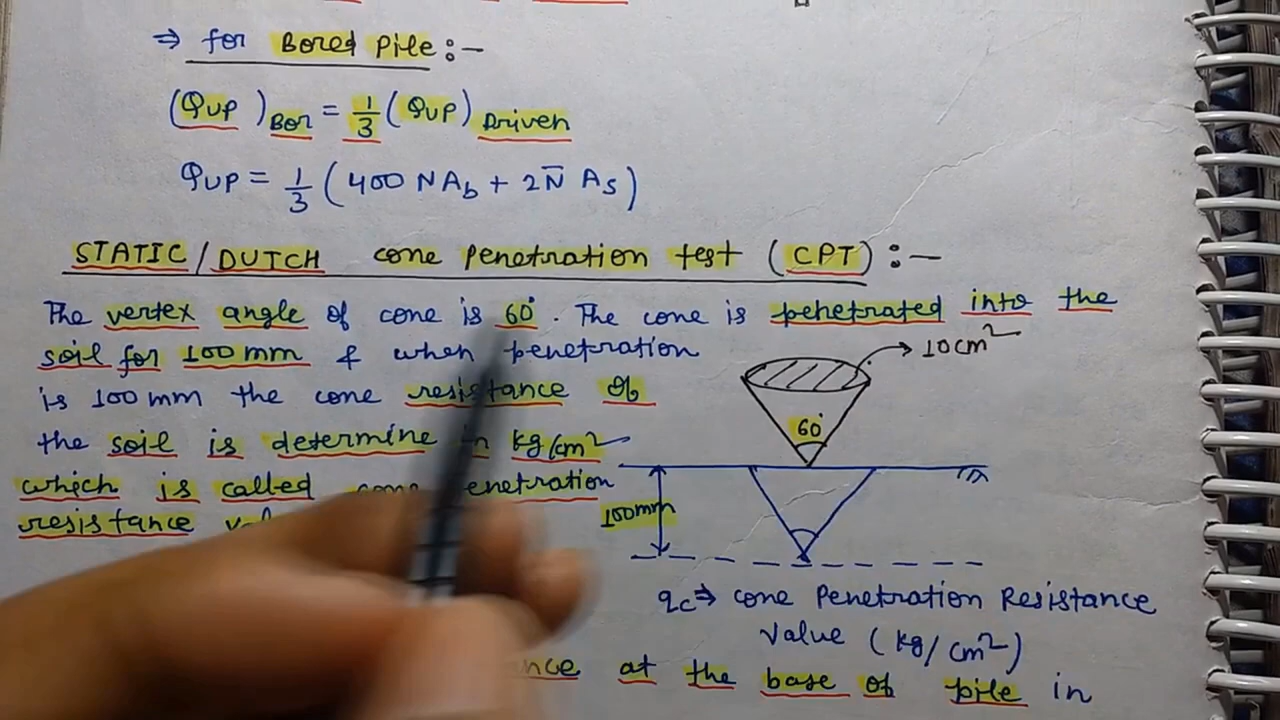 ⇒ for Bored Pile :-
(QUP)Bor = 1/3 (QUP) Driven
QUP = 1/3 (400 NAb + 2N̄ As)
STATIC/DUTCH cone penetration test (CPT) :-
The vertex angle of cone is 60°. The cone is penetrated into the
soil for 100 mm & when penetration
is 100 mm the cone resistance of
the soil is determine in kg/cm²
which is called cone
resistance
10cm²
60°
100mm
qc ⇒ cone Penetration Resistance
Value (kg/cm²)
at the base of pile in